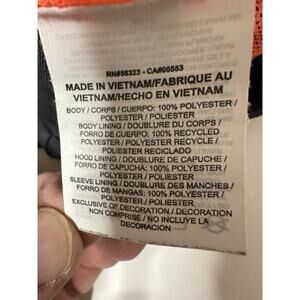 RN#56323 - CA#05553
MADE IN VIETNAM/FABRIQUE AU
VIETNAM/HECHO EN VIETNAM
BODY / CORPS / CUERPO: 100% POLYESTER /
POLYESTER / POLIESTER
BODY LINING / DOUBLURE DU CORPS /
FORRO DE CUERPO: 100% RECYCLED
POLYESTER / POLYESTER RECYCLE /
POLIESTER RECICLADO
HOOD LINING / DOUBLURE DE CAPUCHE /
FORRO DE CAPUCHA: 100% POLYESTER /
POLYESTER / POLIESTER
SLEEVE LINING / DOUBLURE DES MANCHES /
FORRO DE MANGAS: 100% POLYESTER /
POLYESTER / POLIESTER
EXCLUSIVE OF DECORATION / DECORATION
NON COMPRISE / NO INCLUYE LA
DECORACION